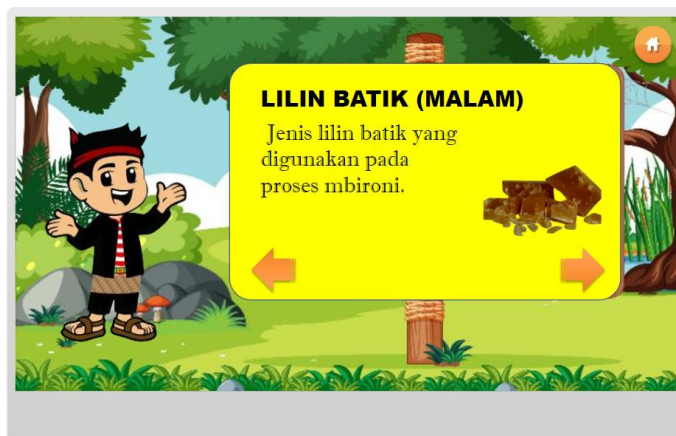 LILIN BATIK (MALAM)
Jenis lilin batik yang
digunakan pada
proses mbironi.